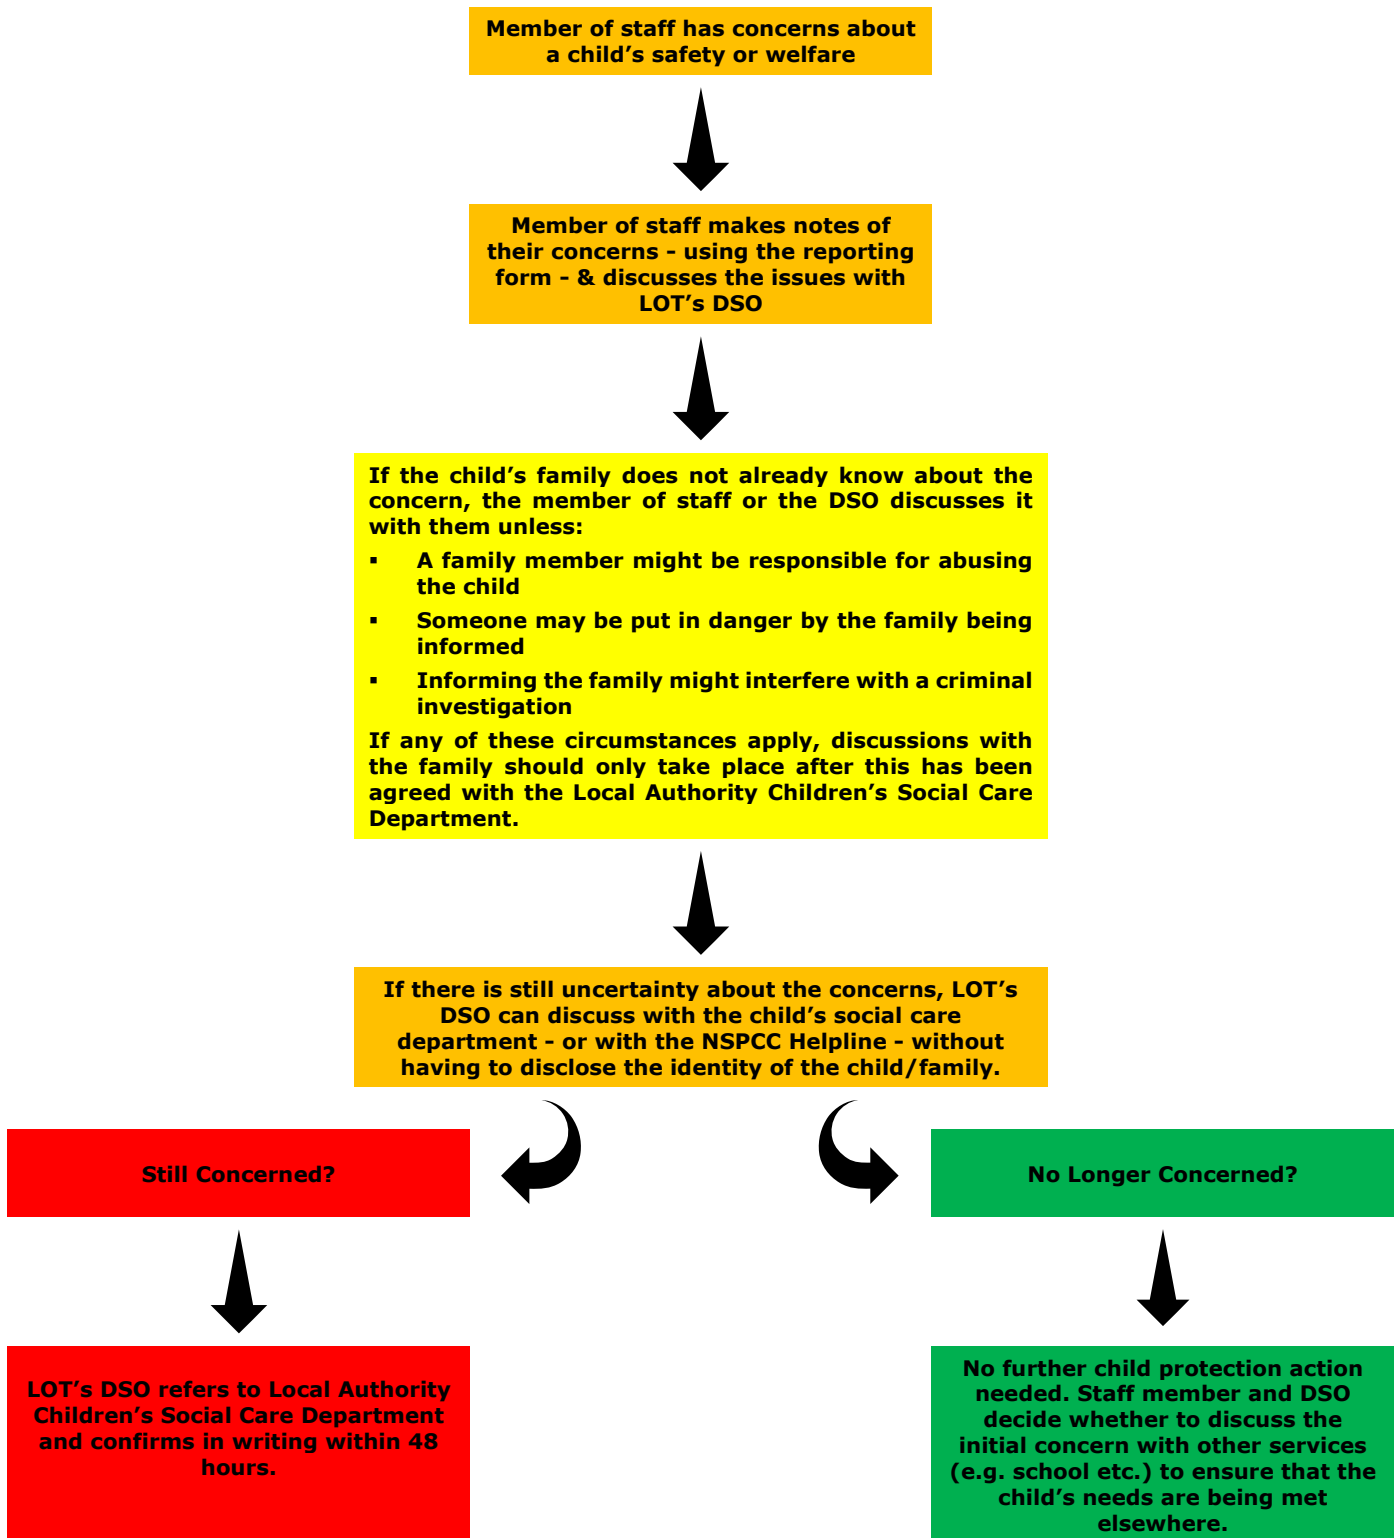 Member of staff has concerns about
a child’s safety or welfare
Member of staff makes notes of
their concerns - using the reporting
form - & discusses the issues with
LOT’s DSO
If the child’s family does not already know about the
concern, the member of staff or the DSO discusses it
with them unless:
▪ A family member might be responsible for abusing
the child
▪ Someone may be put in danger by the family being
informed
▪ Informing the family might interfere with a criminal
investigation
If any of these circumstances apply, discussions with
the family should only take place after this has been
agreed with the Local Authority Children’s Social Care
Department.
If there is still uncertainty about the concerns, LOT’s
DSO can discuss with the child’s social care
department - or with the NSPCC Helpline - without
having to disclose the identity of the child/family.
Still Concerned?
LOT’s DSO refers to Local Authority
Children’s Social Care Department
and confirms in writing within 48
hours.
No Longer Concerned?
No further child protection action
needed. Staff member and DSO
decide whether to discuss the
initial concern with other services
(e.g. school etc.) to ensure that the
child’s needs are being met
elsewhere.